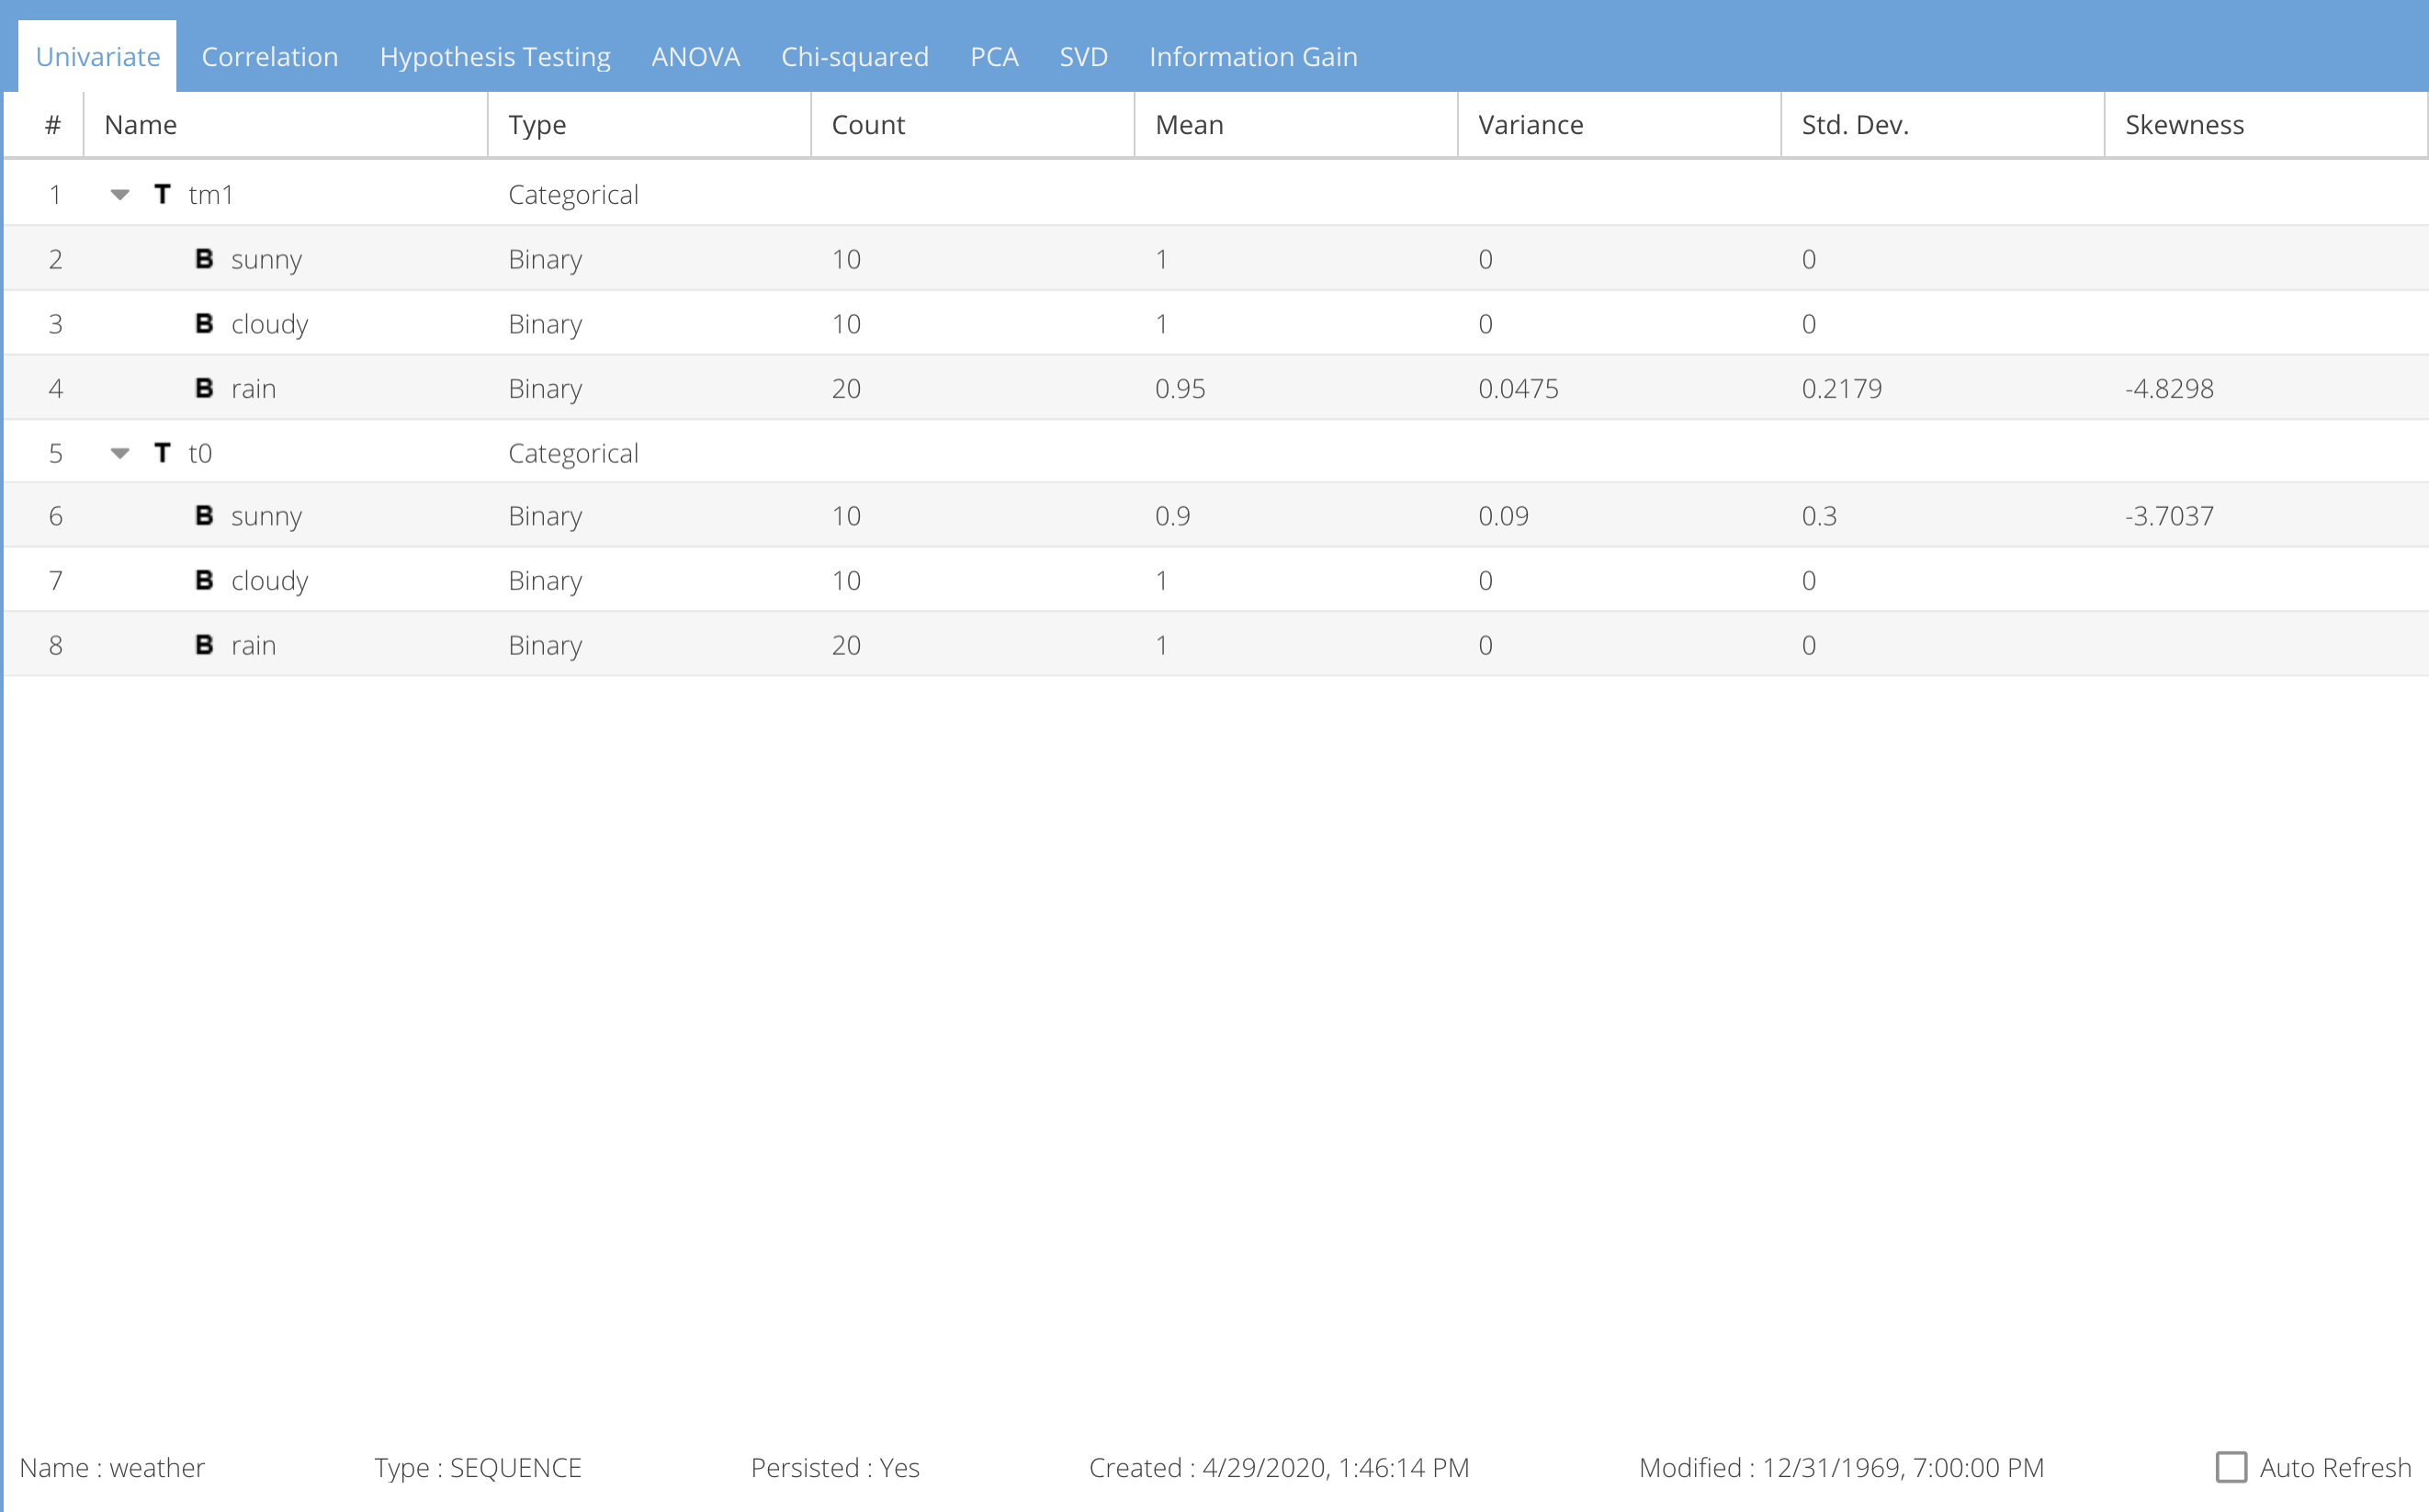 Univariate Correlation Hypothesis Testing ANOVA Chi-squared PCA SVD Information Gain
# Name Type Count Mean Variance Std. Dev. Skewness
1 T tm1 Categorical
2 B sunny Binary 10 1 0 0
3 B cloudy Binary 10 1 0 0
4 B rain Binary 20 0.95 0.0475 0.2179 -4.8298
5 T t0 Categorical
6 B sunny Binary 10 0.9 0.09 0.3 -3.7037
7 B cloudy Binary 10 1 0 0
8 B rain Binary 20 1 0 0
Name : weather Type : SEQUENCE Persisted : Yes Created : 4/29/2020, 1:46:14 PM Modified : 12/31/1969, 7:00:00 PM Auto Refresh